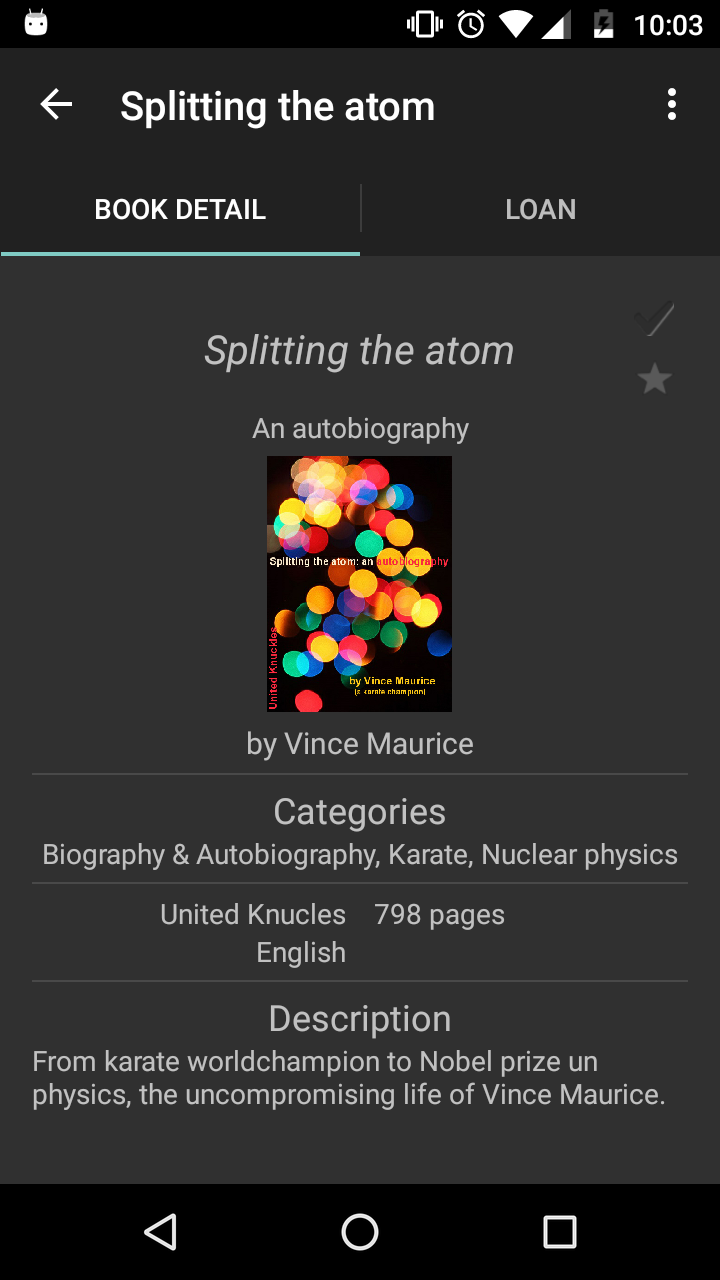 10:03
Splitting the atom
BOOK DETAIL
LOAN
Splitting the atom
An autobiography
Splitting the atom: an autobiography
United Knuckles
by Vince Maurice
(a karate champion)
by Vince Maurice
Categories
Biography & Autobiography, Karate, Nuclear physics
United Knucles 798 pages
English
Description
From karate worldchampion to Nobel prize un
physics, the uncompromising life of Vince Maurice.